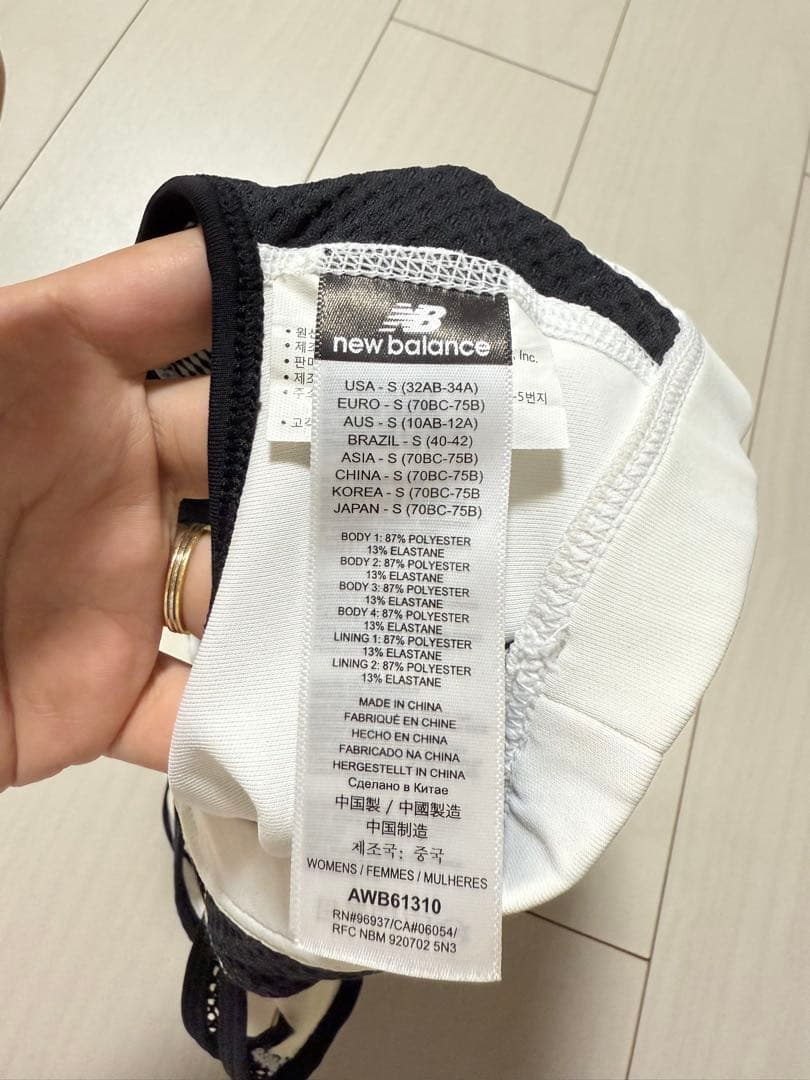 NB
new balance
USA - S (32AB-34A)
EURO - S (70BC-75B)
AUS - S (10AB-12A)
BRAZIL - S (40-42)
ASIA - S (70BC-75B)
CHINA - S (70BC-75B)
KOREA - S (70BC-75B
JAPAN - S (70BC-75B)
BODY 1: 87% POLYESTER
13% ELASTANE
BODY 2: 87% POLYESTER
13% ELASTANE
BODY 3: 87% POLYESTER
13% ELASTANE
BODY 4: 87% POLYESTER
13% ELASTANE
LINING 1: 87% POLYESTER
13% ELASTANE
LINING 2: 87% POLYESTER
13% ELASTANE
MADE IN CHINA
FABRIQUÉ EN CHINE
HECHO EN CHINA
FABRICADO NA CHINA
HERGESTELLT IN CHINA
Сделано в Китае
中国製 / 中國製造
中国制造
제조국: 중국
WOMENS / FEMMES / MULHERES
AWB61310
RN#96937/CA#06054/
RFC NBM 920702 5N3
Inc.
-5번지